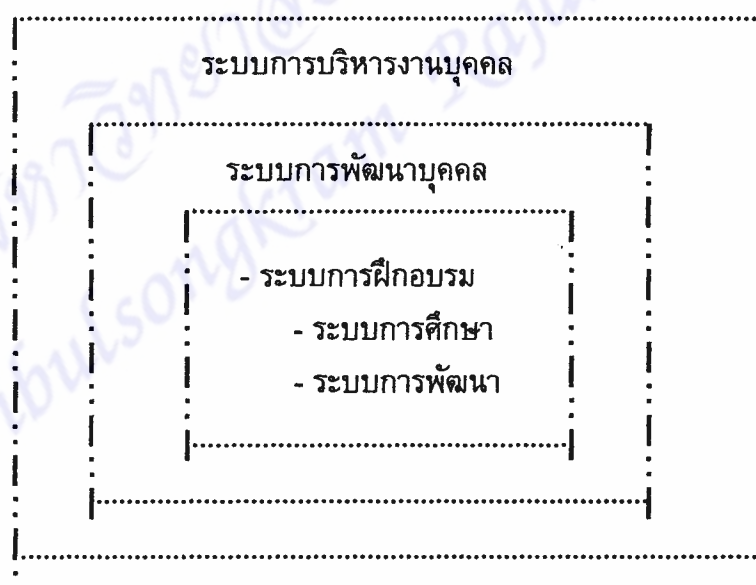 ระบบการบริหารงานบุคคล
ระบบการพัฒนาบุคคล
- ระบบการฝึกอบรม
- ระบบการศึกษา
- ระบบการพัฒนา